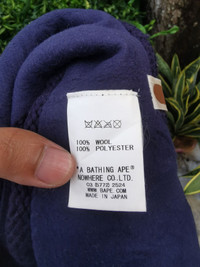 100% WOOL
100% POLYESTER
"A BATHING APE"
NOWHERE CO.LTD.
03 (5772) 2524
WWW.BAPE.COM
MADE IN JAPAN